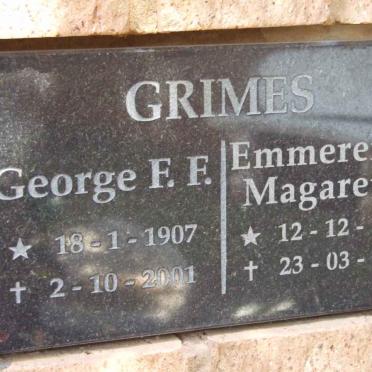 GRIMES
George F. F.
★ 18 - 1 - 1907
✝ 2 - 10 - 2001
Emmere
Magare
★ 12 - 12 -
✝ 23 - 03 -